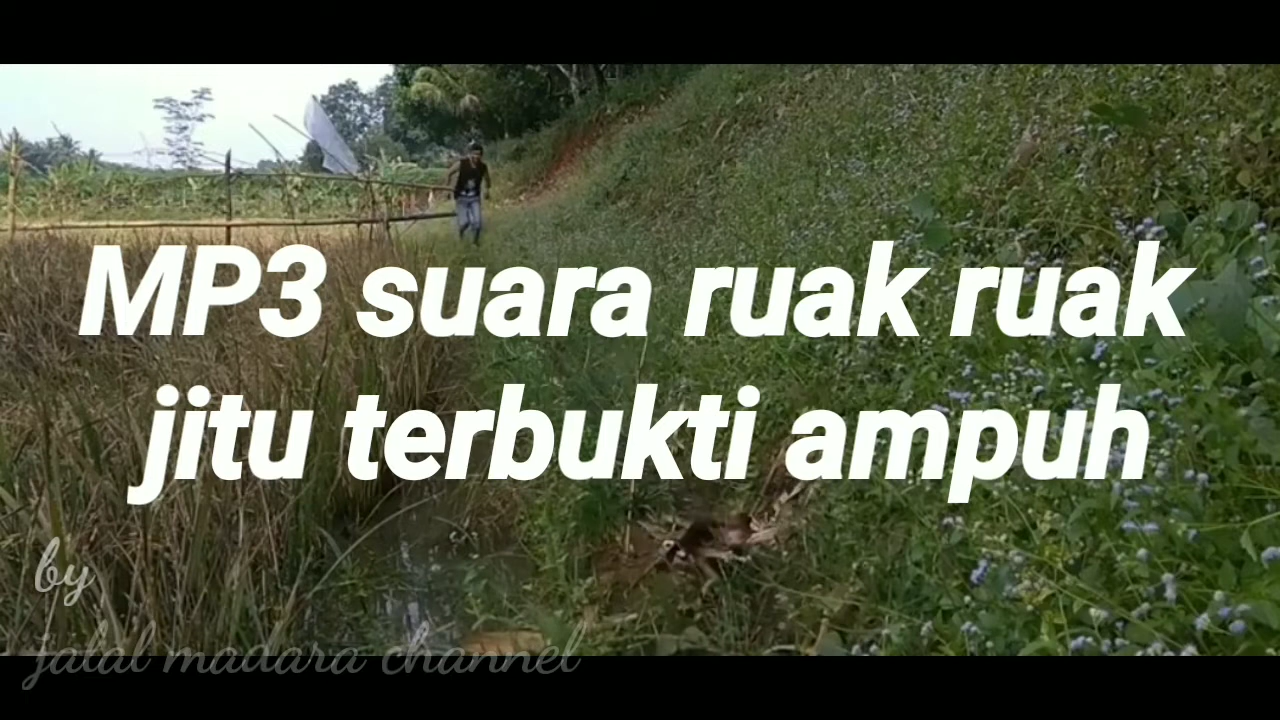 MP3 suara ruak ruak
jitu terbukti ampuh
by
jalal madara channel